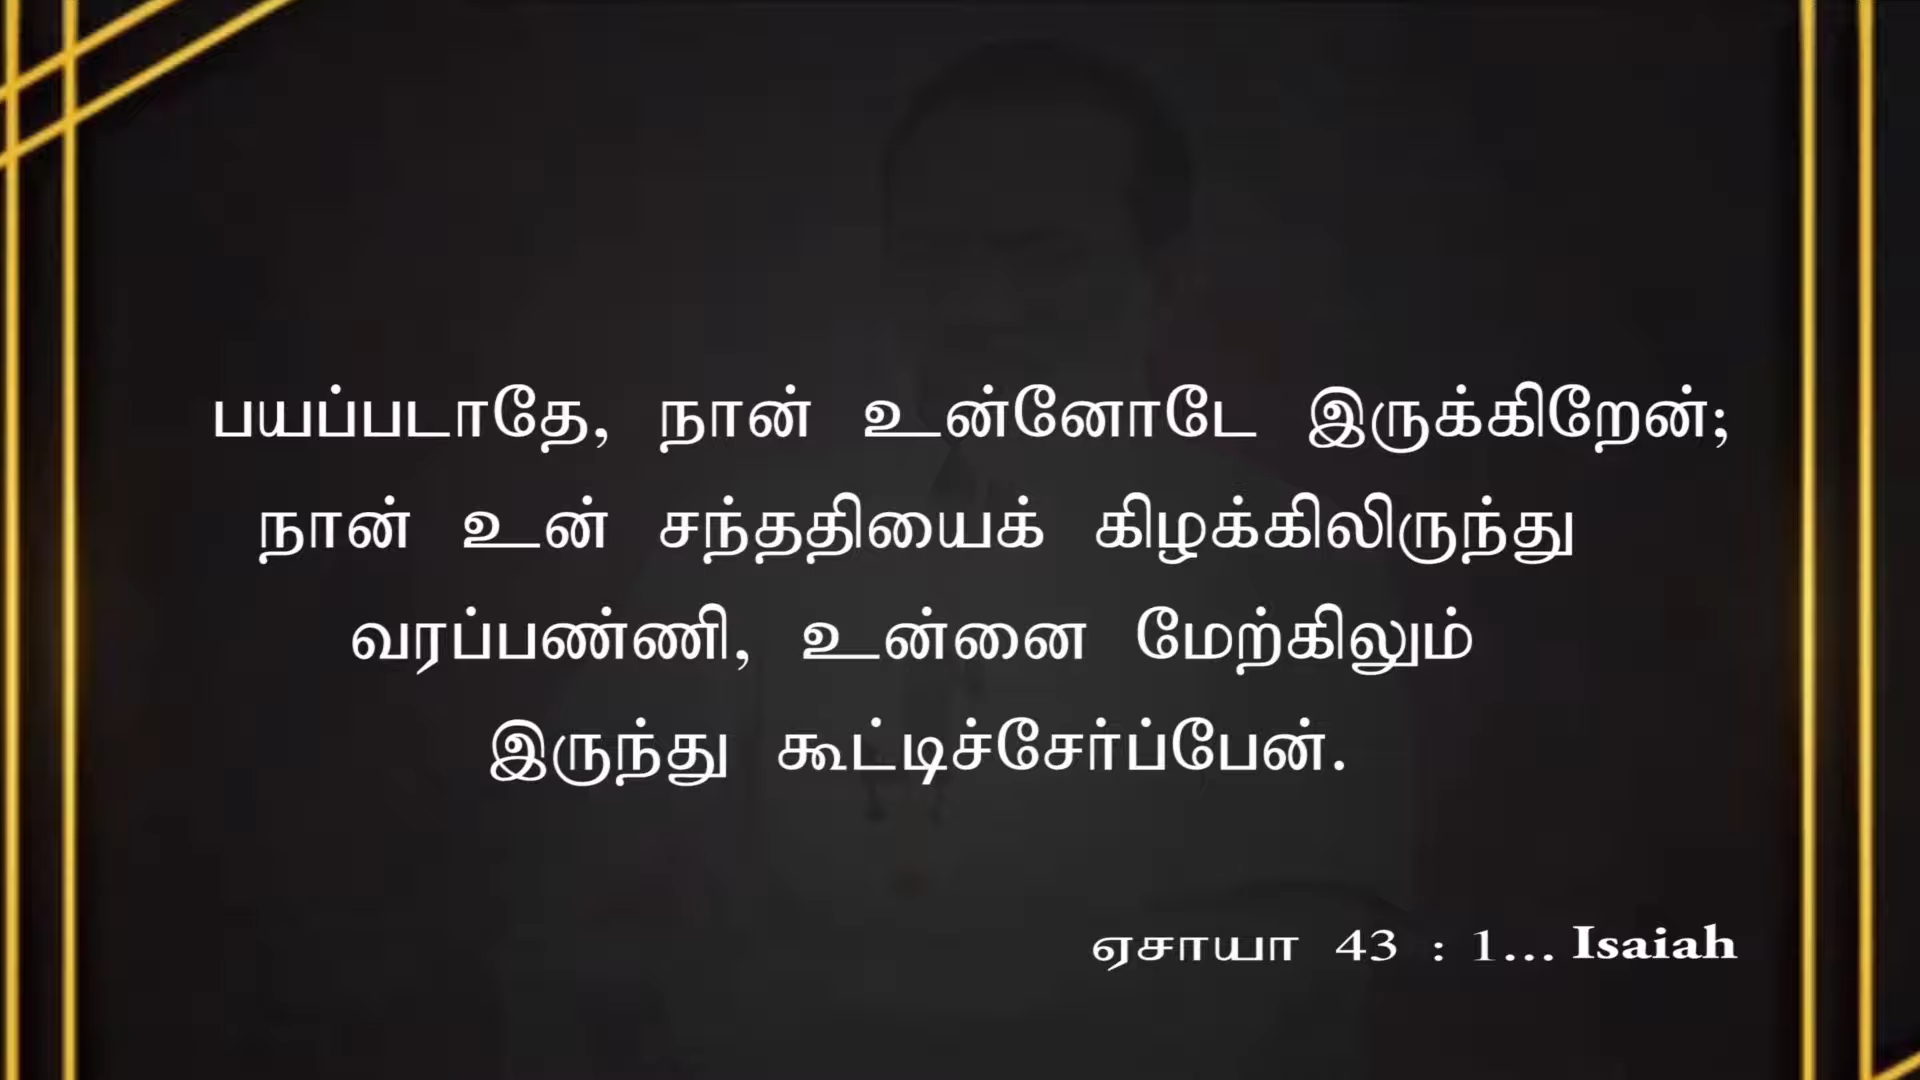 பயப்படாதே, நான் உன்னோடே இருக்கிறேன்;
நான் உன் சந்ததியைக் கிழக்கிலிருந்து
வரப்பண்ணி, உன்னை மேற்கிலும்
இருந்து கூட்டிச்சேர்ப்பேன்.
ஏசாயா 43 : 1... Isaiah